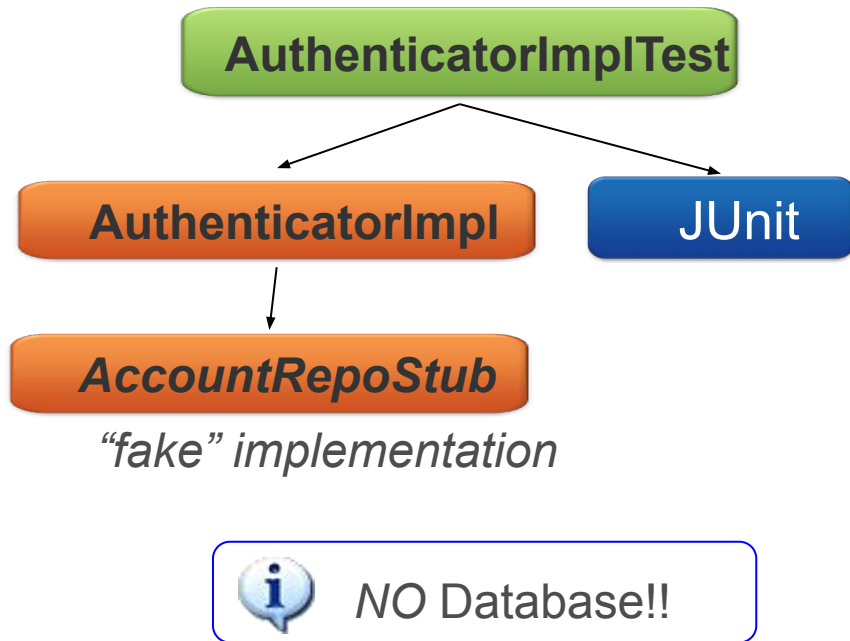 AuthenticatorImplTest
AuthenticatorImpl
JUnit
AccountRepoStub
“fake” implementation
NO Database!!